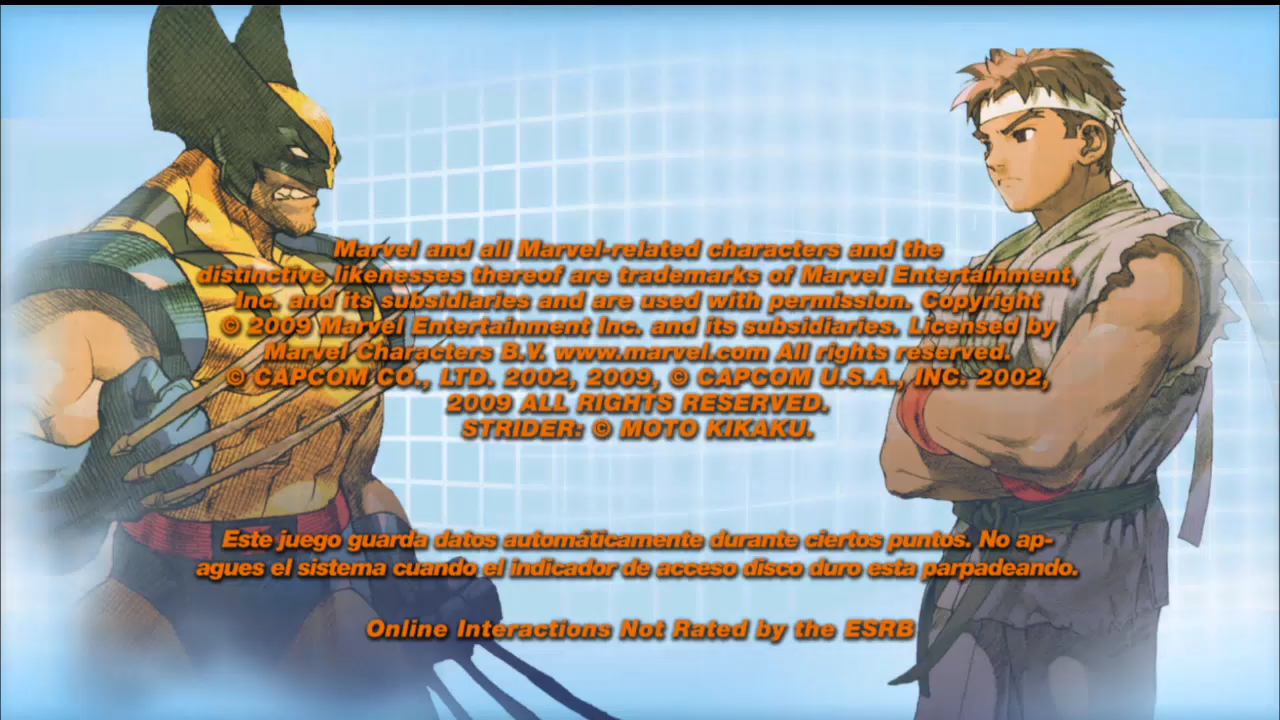 Marvel and all Marvel-related characters and the
distinctive likenesses thereof are trademarks of Marvel Entertainment,
Inc. and its subsidiaries and are used with permission. Copyright
© 2009 Marvel Entertainment Inc. and its subsidiaries. Licensed by
Marvel Characters B.V. www.marvel.com All rights reserved.
© CAPCOM CO., LTD. 2002, 2009, © CAPCOM U.S.A., INC. 2002,
2009 ALL RIGHTS RESERVED.
STRIDER: © MOTO KIKAKU.
Este juego guarda datos automáticamente durante ciertos puntos. No ap-
agues el sistema cuando el indicador de acceso disco duro esta parpadeando.
Online Interactions Not Rated by the ESRB